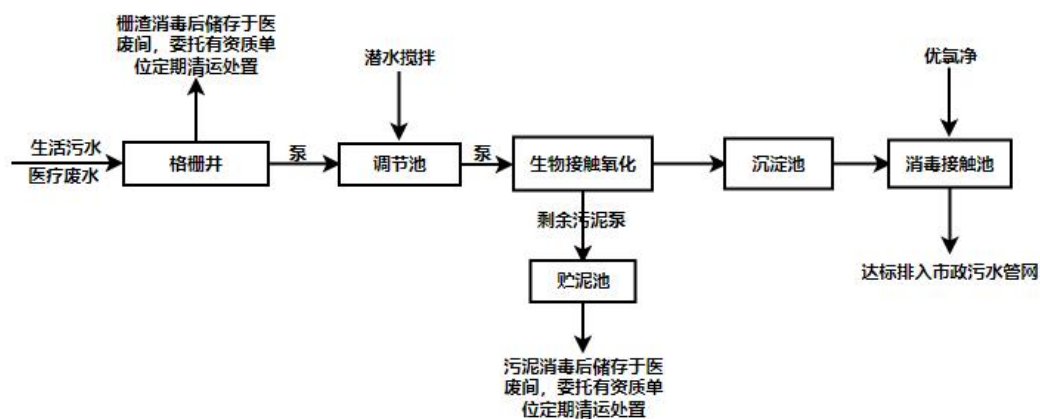 栅渣消毒后储存于医
废间，委托有资质单
位定期清运处置
潜水搅拌
优氯净
生活污水
医疗废水
格栅井
泵
调节池
泵
生物接触氧化
沉淀池
消毒接触池
剩余污泥泵
贮泥池
达标排入市政污水管网
污泥消毒后储存于医
废间，委托有资质单
位定期清运处置